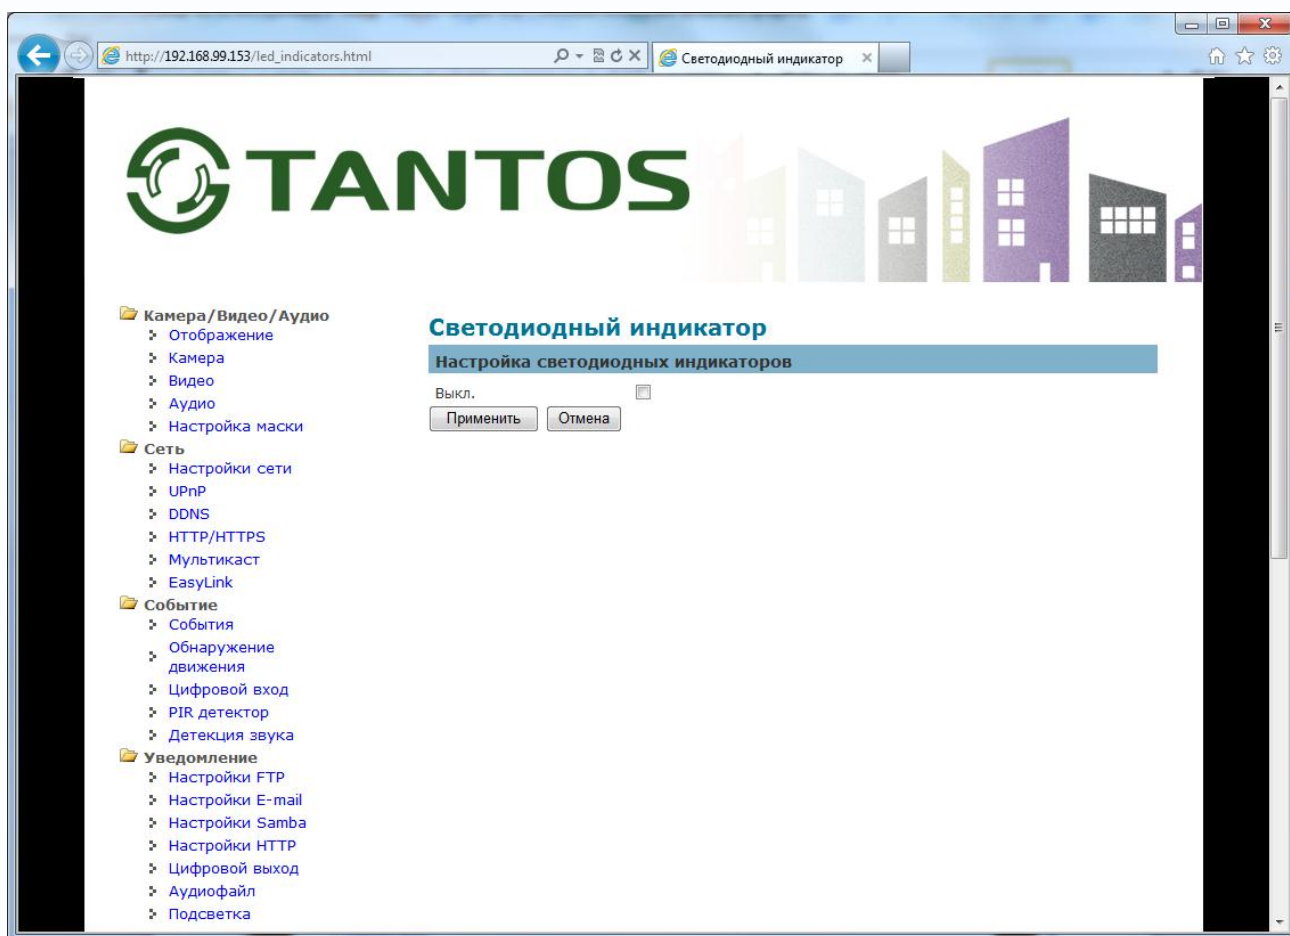 http://192.168.99.153/led_indicators.html
Светодиодный индикатор
TANTOS
Камера/Видео/Аудио
Отображение
Камера
Видео
Аудио
Настройка маски
Сеть
Настройки сети
UPnP
DDNS
HTTP/HTTPS
Мультикаст
EasyLink
Событие
События
Обнаружение
движения
Цифровой вход
PIR детектор
Детекция звука
Уведомление
Настройки FTP
Настройки E-mail
Настройки Samba
Настройки HTTP
Цифровой выход
Аудиофайл
Подсветка
Светодиодный индикатор
Настройка светодиодных индикаторов
Выкл.
Применить Отмена